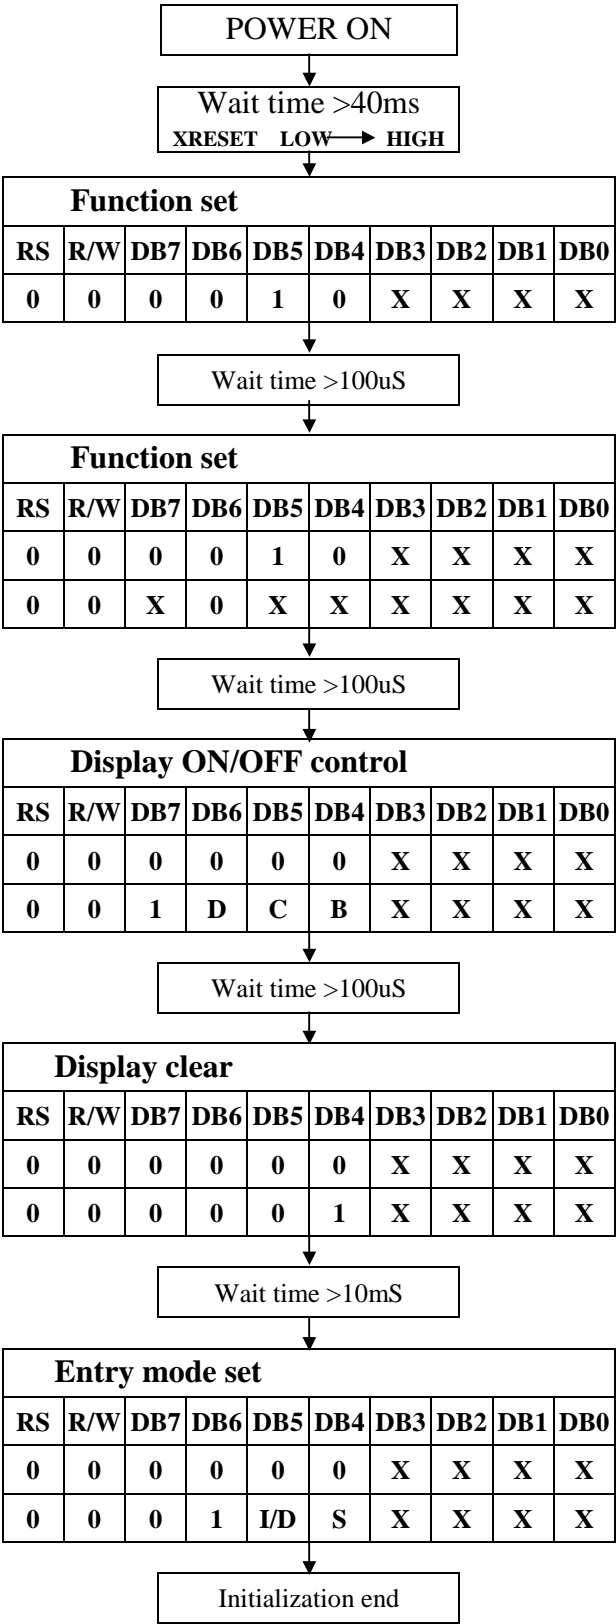 POWER ON
Wait time >40ms
XRESET LOW HIGH
Function set
RS R/W DB7 DB6 DB5 DB4 DB3 DB2 DB1 DB0
0 0 0 0 1 0 X X X X
Wait time >100uS
Function set
RS R/W DB7 DB6 DB5 DB4 DB3 DB2 DB1 DB0
0 0 0 0 1 0 X X X X
0 0 X 0 X X X X X X
Wait time >100uS
Display ON/OFF control
RS R/W DB7 DB6 DB5 DB4 DB3 DB2 DB1 DB0
0 0 0 0 0 0 X X X X
0 0 1 D C B X X X X
Wait time >100uS
Display clear
RS R/W DB7 DB6 DB5 DB4 DB3 DB2 DB1 DB0
0 0 0 0 0 0 X X X X
0 0 0 0 0 1 X X X X
Wait time >10mS
Entry mode set
RS R/W DB7 DB6 DB5 DB4 DB3 DB2 DB1 DB0
0 0 0 0 0 0 X X X X
0 0 0 1 I/D S X X X X
Initialization end